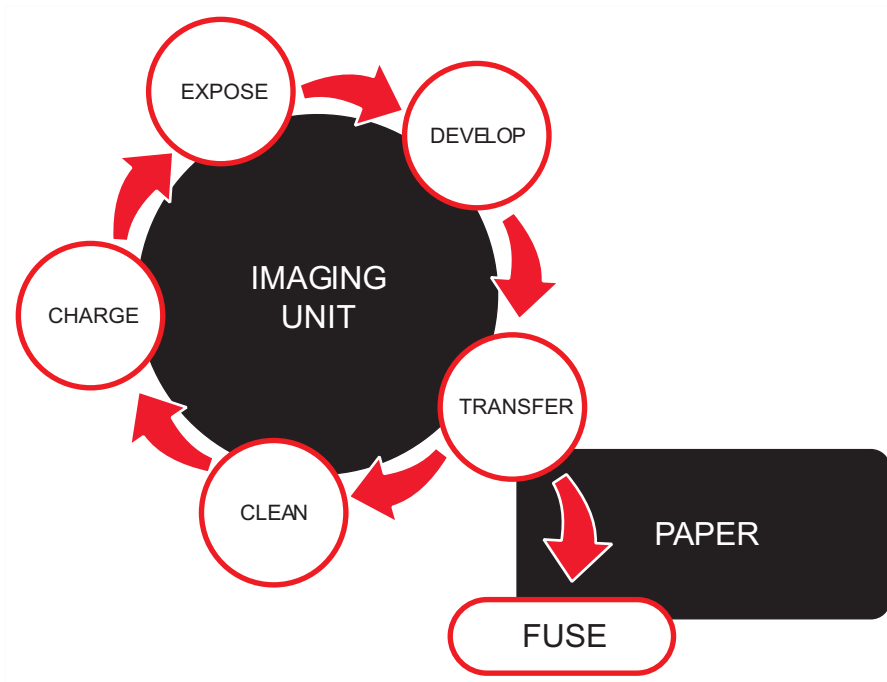 EXPOSE
DEVELOP
IMAGING
UNIT
CHARGE
TRANSFER
CLEAN
PAPER
FUSE